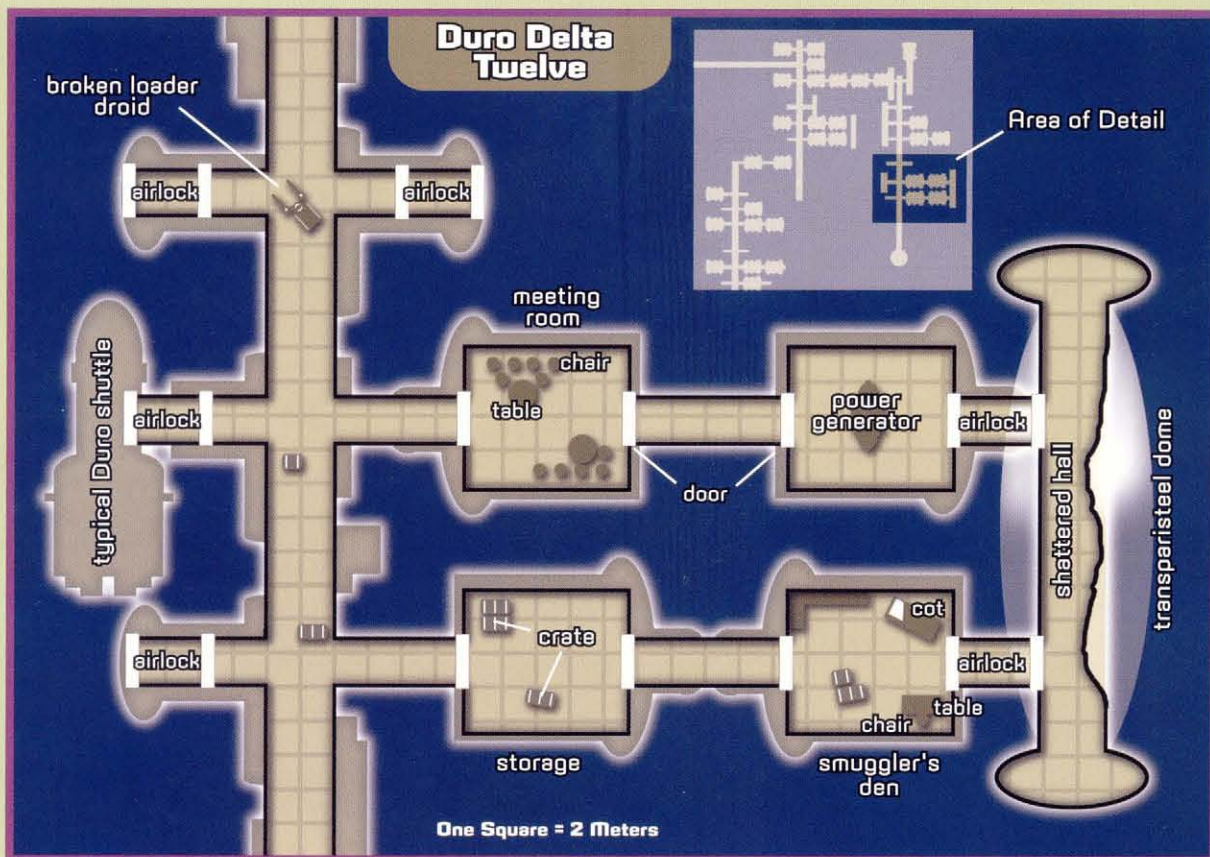 Duro Delta
Twelve
broken loader
droid
Area of Detail
airlock
airlock
meeting
room
chair
table
typical Duro shuttle
airlock
power
generator
airlock
door
shattered hall
transparisteel dome
crate
cot
airlock
airlock
table
chair
storage
smuggler's
den
One Square = 2 Meters